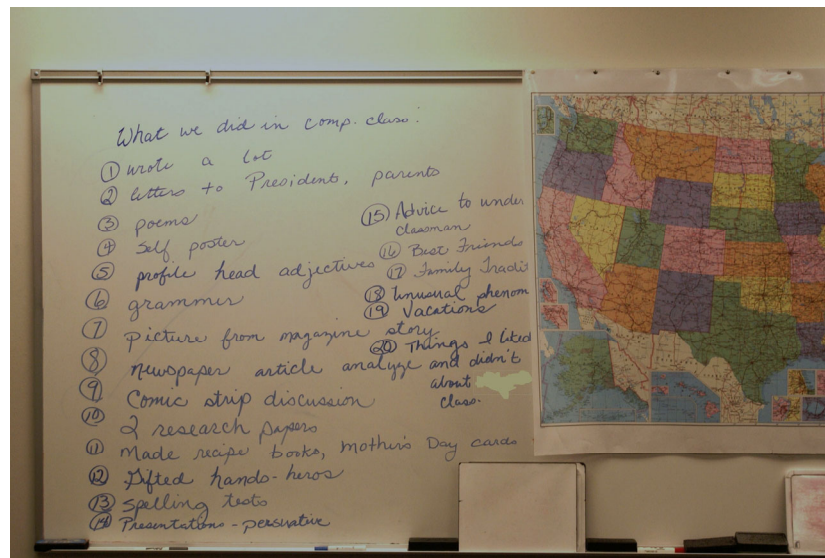 What we did in comp. class:
① wrote a lot
② letters to President, parents
③ poems
④ Self poster
⑤ profile head adjectives
⑥ grammer
⑦ picture from magazine story
⑧ newspaper article analyze
⑨ Comic strip discussion
⑩ 2 research papers
⑪ Made recipe books, Mother's Day cards
⑫ Gifted hands - heros
⑬ Spelling tests
⑭ Presentations - persuative
⑮ Advice to under
classman
⑯ Best Friends
⑰ Family Traditi
⑱ Unusual phenom
⑲ Vacations
⑳ Things I liked
and didn't
about
class.